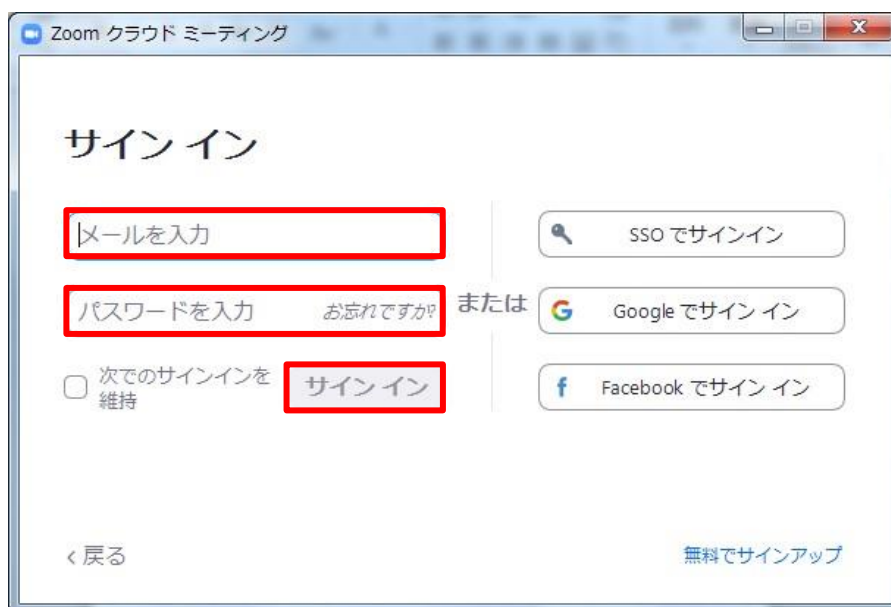 Zoom クラウド ミーティング
サイン イン
メールを入力
パスワードを入力 お忘れですか?
次でのサインインを
維持
サイン イン
または
SSO でサインイン
Google でサイン イン
Facebook でサイン イン
< 戻る
無料でサインアップ